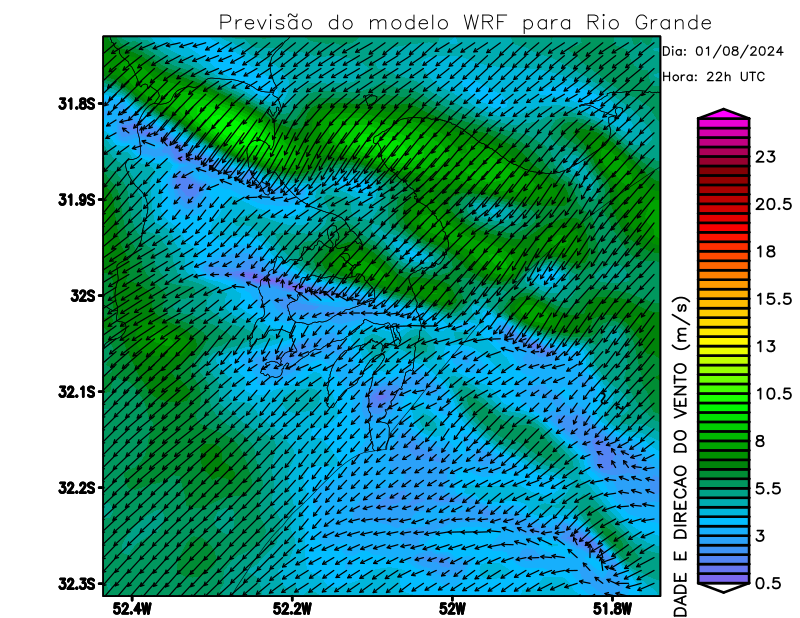 Previsão do modelo WRF para Rio Grande
Dia: 01/08/2024
Hora: 22h UTC
31.8S
31.9S
32S
32.1S
32.2S
32.3S
52.4W
52.2W
52W
51.8W
23
20.5
18
15.5
13
10.5
8
5.5
3
0.5
DADE E DIRECAO DO VENTO (m/s)